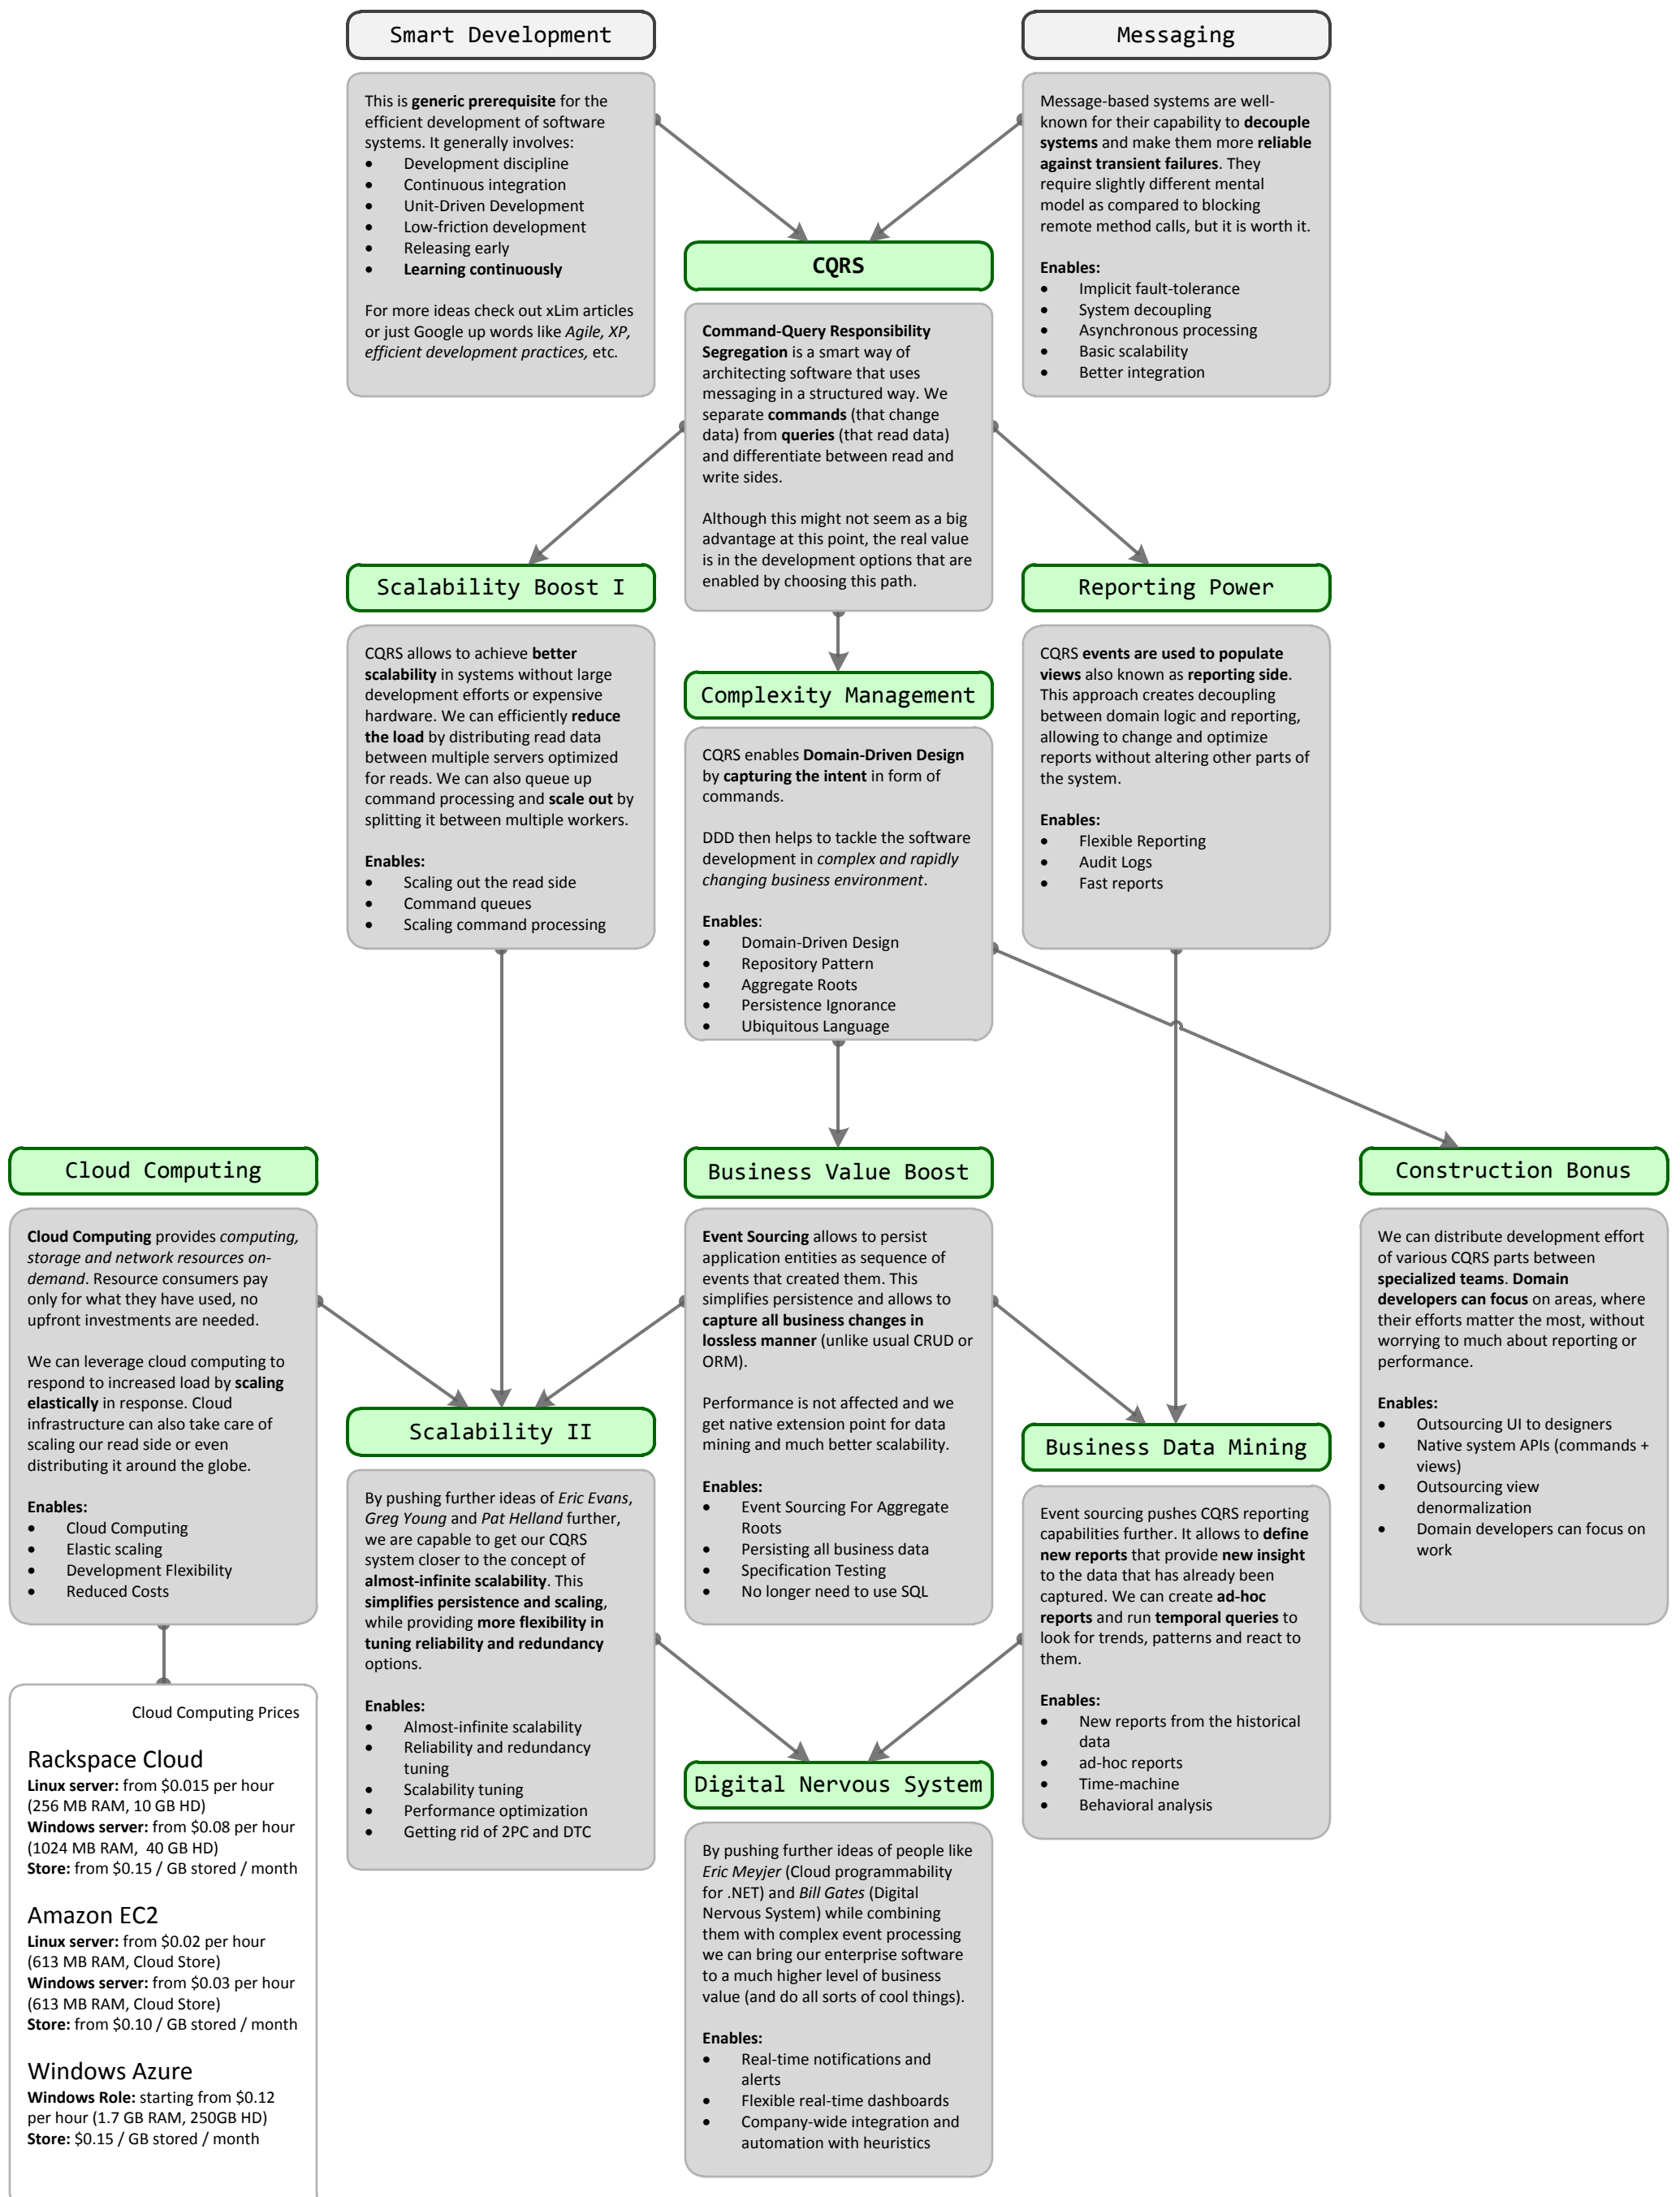 Smart Development
This is generic prerequisite for the
efficient development of software
systems. It generally involves:
• Development discipline
• Continuous integration
• Unit-Driven Development
• Low-friction development
• Releasing early
• Learning continuously
For more ideas check out xLim articles
or just Google up words like Agile, XP,
efficient development practices, etc.
Messaging
Message-based systems are well-
known for their capability to decouple
systems and make them more reliable
against transient failures. They
require slightly different mental
model as compared to blocking
remote method calls, but it is worth it.
Enables:
• Implicit fault-tolerance
• System decoupling
• Asynchronous processing
• Basic scalability
• Better integration
CQRS
Command-Query Responsibility
Segregation is a smart way of
architecting software that uses
messaging in a structured way. We
separate commands (that change
data) from queries (that read data)
and differentiate between read and
write sides.
Although this might not seem as a big
advantage at this point, the real value
is in the development options that are
enabled by choosing this path.
Scalability Boost I
CQRS allows to achieve better
scalability in systems without large
development efforts or expensive
hardware. We can efficiently reduce
the load by distributing read data
between multiple servers optimized
for reads. We can also queue up
command processing and scale out by
splitting it between multiple workers.
Enables:
• Scaling out the read side
• Command queues
• Scaling command processing
Complexity Management
CQRS enables Domain-Driven Design
by capturing the intent in form of
commands.
DDD then helps to tackle the software
development in complex and rapidly
changing business environment.
Enables:
• Domain-Driven Design
• Repository Pattern
• Aggregate Roots
• Persistence Ignorance
• Ubiquitous Language
Reporting Power
CQRS events are used to populate
views also known as reporting side.
This approach creates decoupling
between domain logic and reporting,
allowing to change and optimize
reports without altering other parts of
the system.
Enables:
• Flexible Reporting
• Audit Logs
• Fast reports
Cloud Computing
Cloud Computing provides computing,
storage and network resources on-
demand. Resource consumers pay
only for what they have used, no
upfront investments are needed.
We can leverage cloud computing to
respond to increased load by scaling
elastically in response. Cloud
infrastructure can also take care of
scaling our read side or even
distributing it around the globe.
Enables:
• Cloud Computing
• Elastic scaling
• Development Flexibility
• Reduced Costs
Business Value Boost
Event Sourcing allows to persist
application entities as sequence of
events that created them. This
simplifies persistence and allows to
capture all business changes in
lossless manner (unlike usual CRUD or
ORM).
Performance is not affected and we
get native extension point for data
mining and much better scalability.
Enables:
• Event Sourcing For Aggregate
Roots
• Persisting all business data
• Specification Testing
• No longer need to use SQL
Construction Bonus
We can distribute development effort
of various CQRS parts between
specialized teams. Domain
developers can focus on areas, where
their efforts matter the most, without
worrying to much about reporting or
performance.
Enables:
• Outsourcing UI to designers
• Native system APIs (commands +
views)
• Outsourcing view
denormalization
• Domain developers can focus on
work
Scalability II
By pushing further ideas of Eric Evans,
Greg Young and Pat Helland further,
we are capable to get our CQRS
system closer to the concept of
almost-infinite scalability. This
simplifies persistence and scaling,
while providing more flexibility in
tuning reliability and redundancy
options.
Enables:
• Almost-infinite scalability
• Reliability and redundancy
tuning
• Scalability tuning
• Performance optimization
• Getting rid of 2PC and DTC
Business Data Mining
Event sourcing pushes CQRS reporting
capabilities further. It allows to define
new reports that provide new insight
to the data that has already been
captured. We can create ad-hoc
reports and run temporal queries to
look for trends, patterns and react to
them.
Enables:
• New reports from the historical
data
• ad-hoc reports
• Time-machine
• Behavioral analysis
Cloud Computing Prices
Rackspace Cloud
Linux server: from $0.015 per hour
(256 MB RAM, 10 GB HD)
Windows server: from $0.08 per hour
(1024 MB RAM, 40 GB HD)
Store: from $0.15 / GB stored / month
Amazon EC2
Linux server: from $0.02 per hour
(613 MB RAM, Cloud Store)
Windows server: from $0.03 per hour
(613 MB RAM, Cloud Store)
Store: from $0.10 / GB stored / month
Windows Azure
Windows Role: starting from $0.12
per hour (1.7 GB RAM, 250GB HD)
Store: $0.15 / GB stored / month
Digital Nervous System
By pushing further ideas of people like
Eric Meyjer (Cloud programmability
for .NET) and Bill Gates (Digital
Nervous System) while combining
them with complex event processing
we can bring our enterprise software
to a much higher level of business
value (and do all sorts of cool things).
Enables:
• Real-time notifications and
alerts
• Flexible real-time dashboards
• Company-wide integration and
automation with heuristics